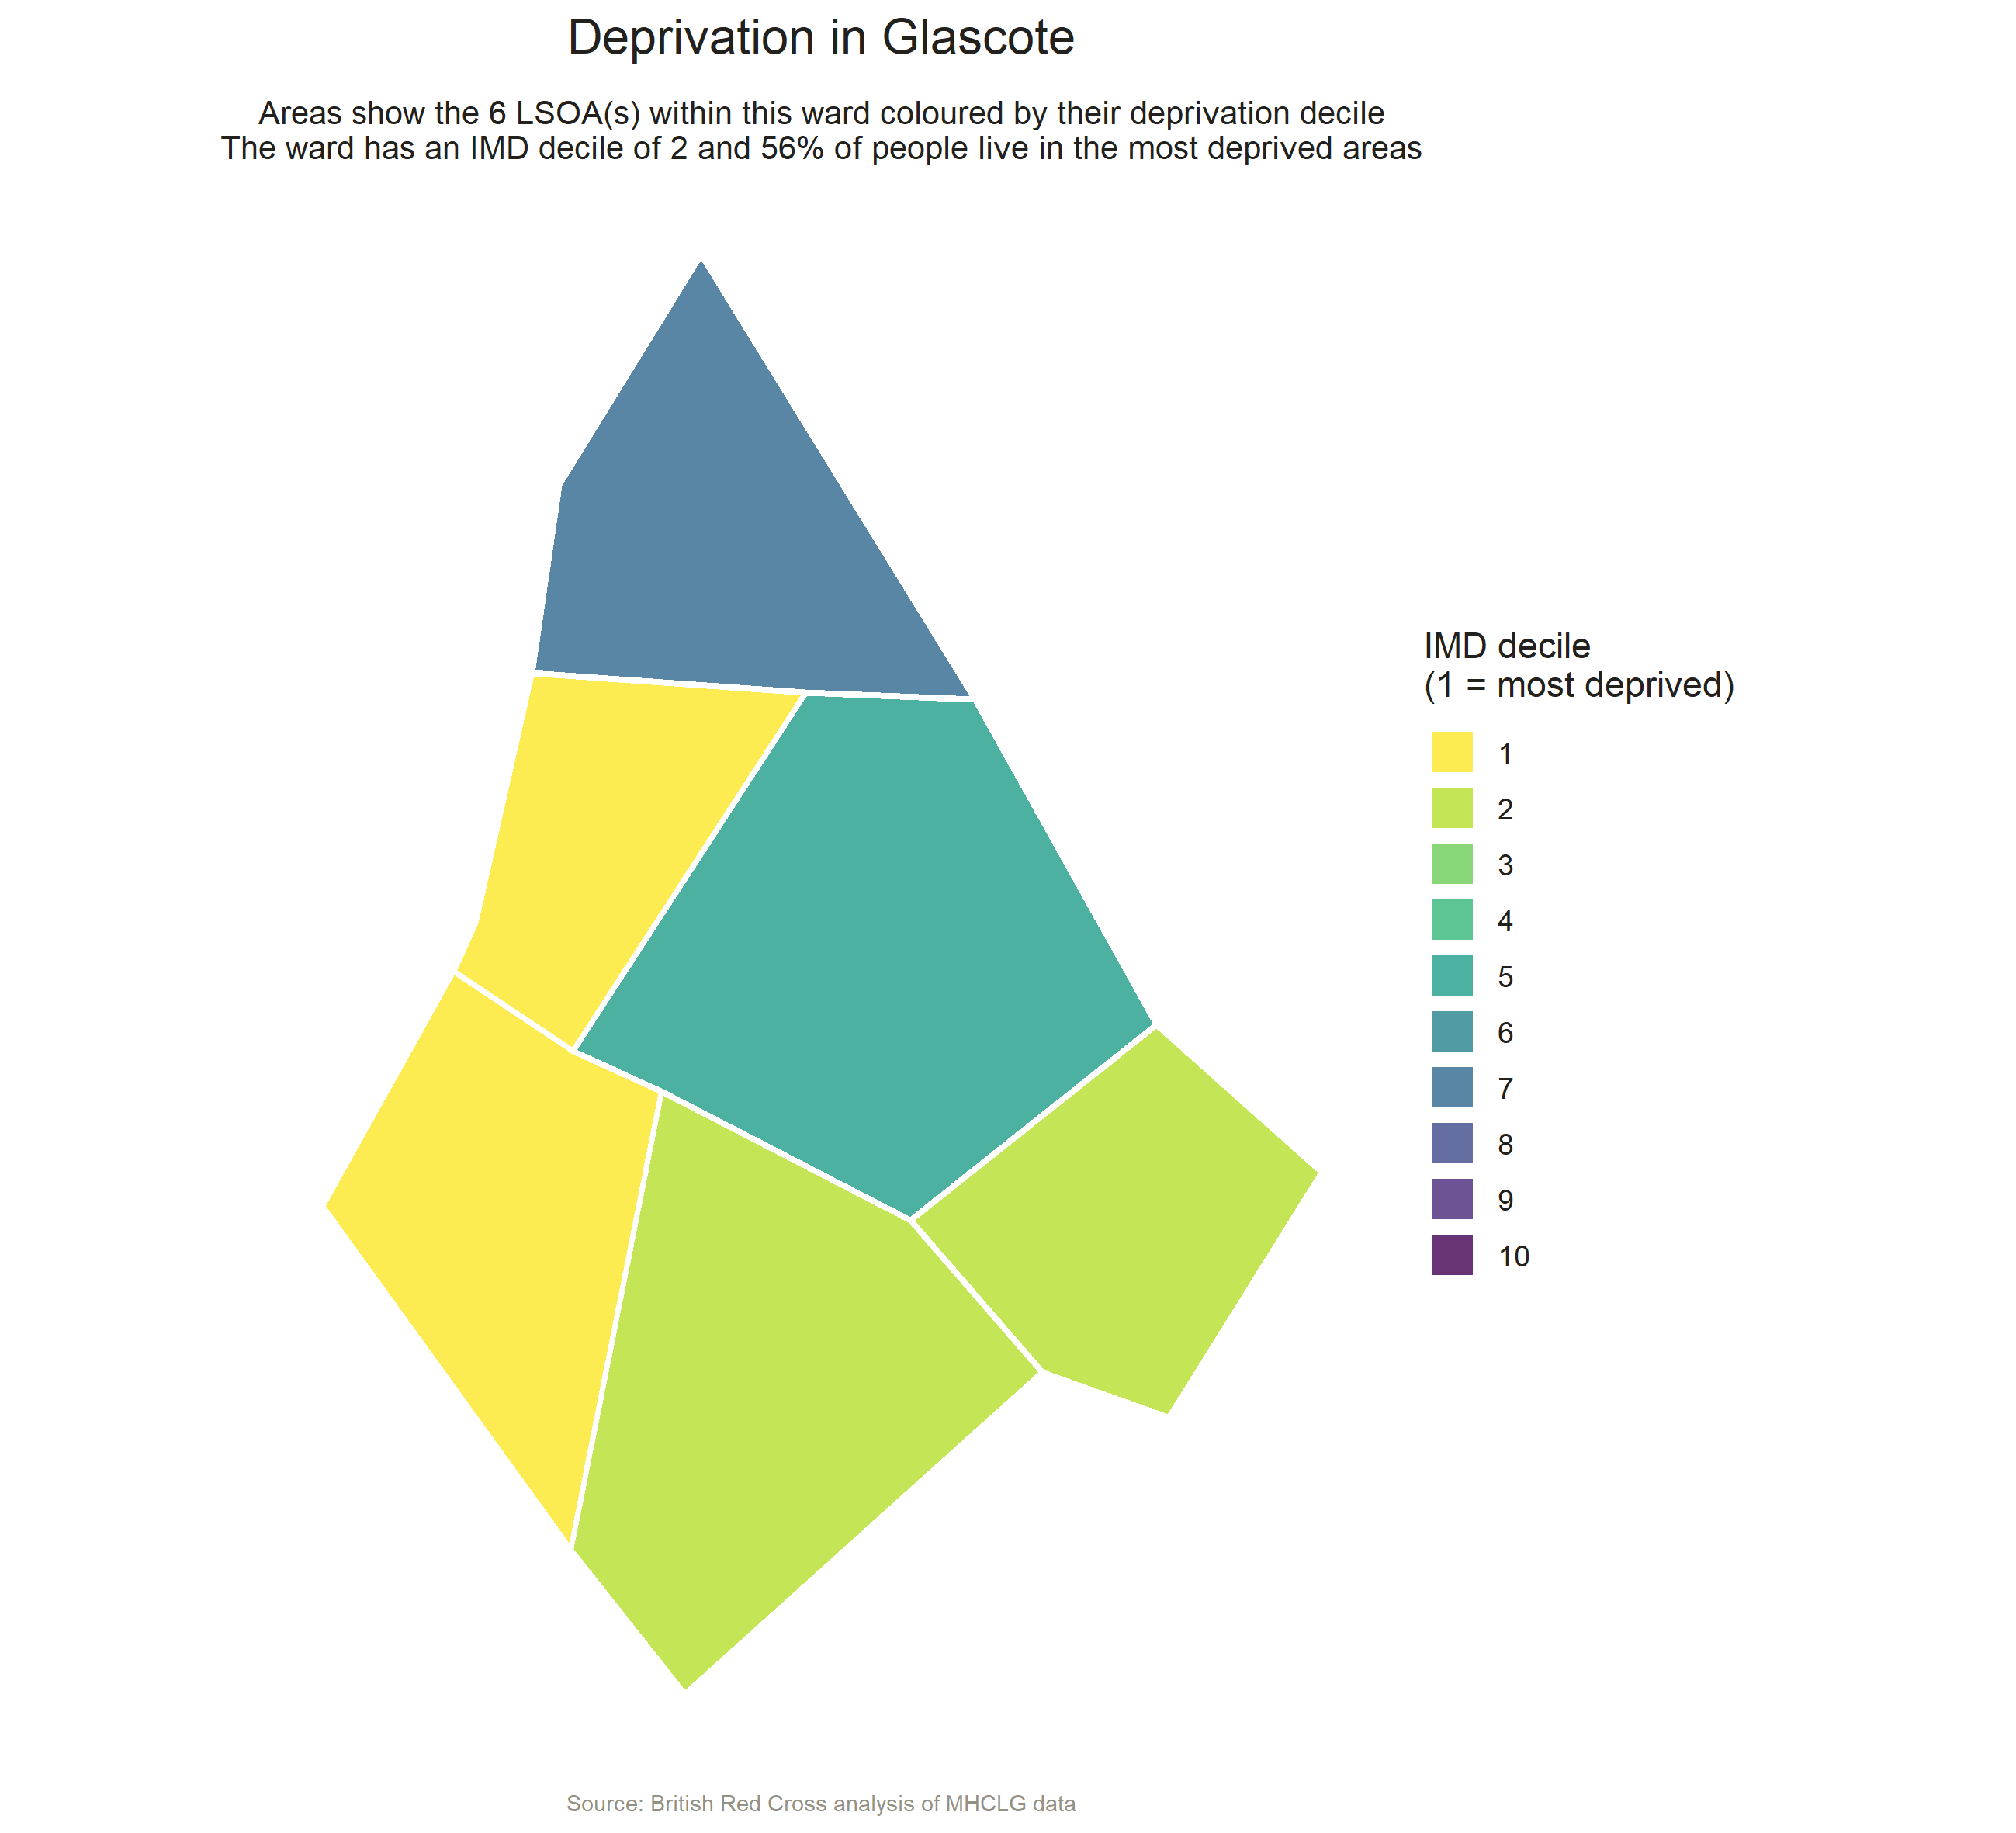 Deprivation in Glascote
Areas show the 6 LSOA(s) within this ward coloured by their deprivation decile
The ward has an IMD decile of 2 and 56% of people live in the most deprived areas
IMD decile
(1 = most deprived)
1
2
3
4
5
6
7
8
9
10
Source: British Red Cross analysis of MHCLG data